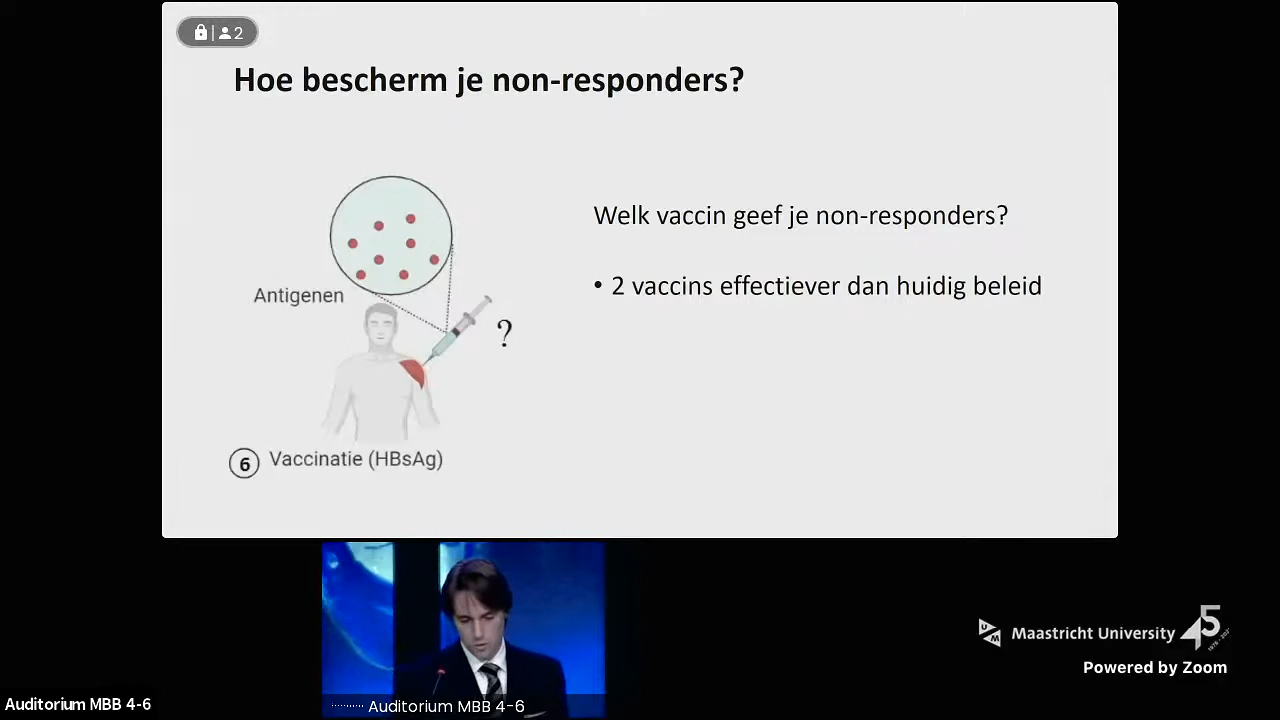 2
Hoe bescherm je non-responders?
Welk vaccin geef je non-responders?
• 2 vaccins effectiever dan huidig beleid
Antigenen
?
6 Vaccinatie (HBsAg)
Maastricht University 45
Powered by Zoom
Auditorium MBB 4-6
Auditorium MBB 4-6